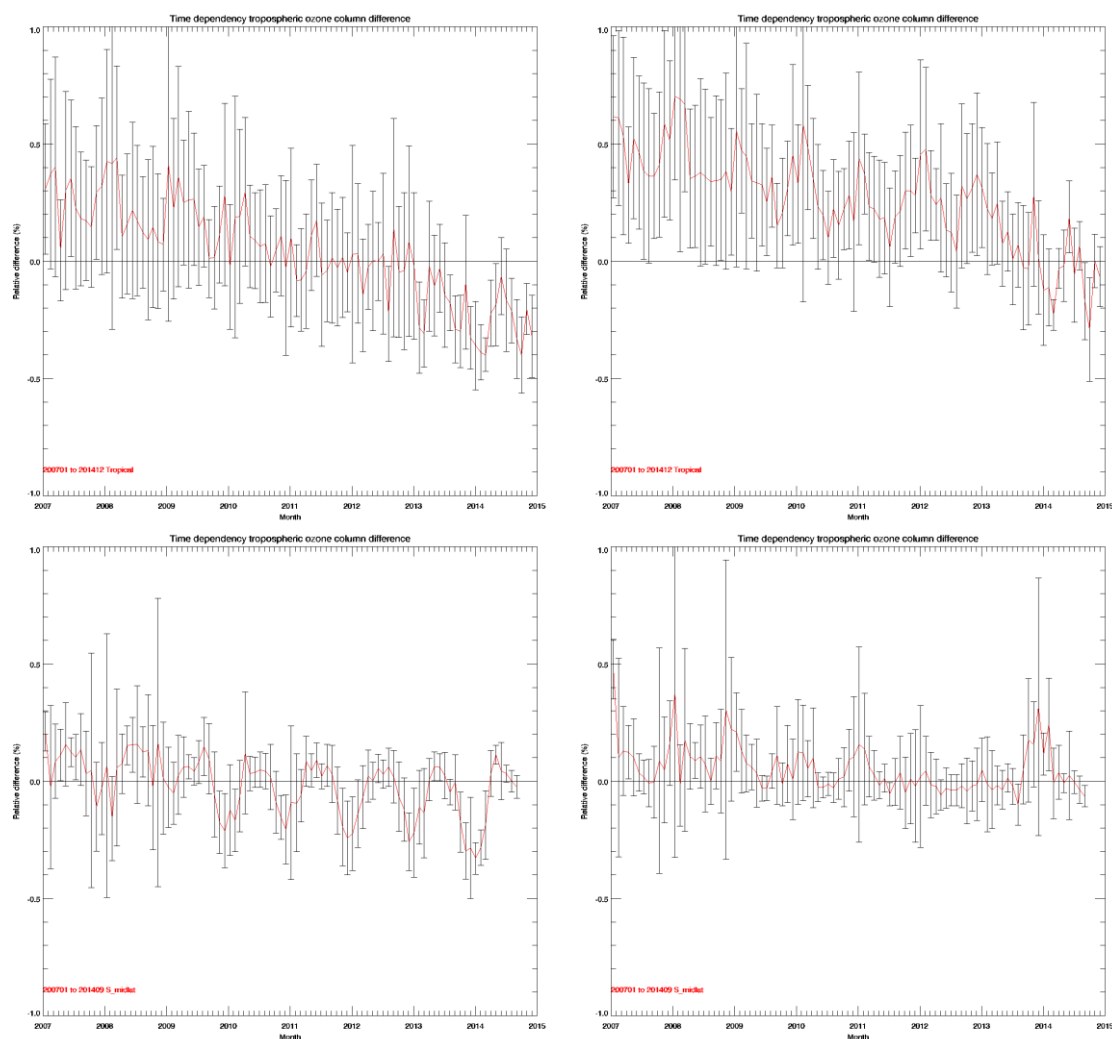 Time dependency tropospheric ozone column difference
Relative difference (%)
1.0
0.5
0.0
-0.5
-1.0
200701 to 201412 Tropical
2007 2008 2009 2010 2011 2012 2013 2014 2015
Month
Time dependency tropospheric ozone column difference
Relative difference (%)
1.0
0.5
0.0
-0.5
-1.0
200701 to 201412 Tropical
2007 2008 2009 2010 2011 2012 2013 2014 2015
Month
Time dependency tropospheric ozone column difference
Relative difference (%)
1.0
0.5
0.0
-0.5
-1.0
200701 to 201409 S_midlat
2007 2008 2009 2010 2011 2012 2013 2014 2015
Month
Time dependency tropospheric ozone column difference
Relative difference (%)
1.0
0.5
0.0
-0.5
-1.0
200701 to 201409 S_midlat
2007 2008 2009 2010 2011 2012 2013 2014 2015
Month